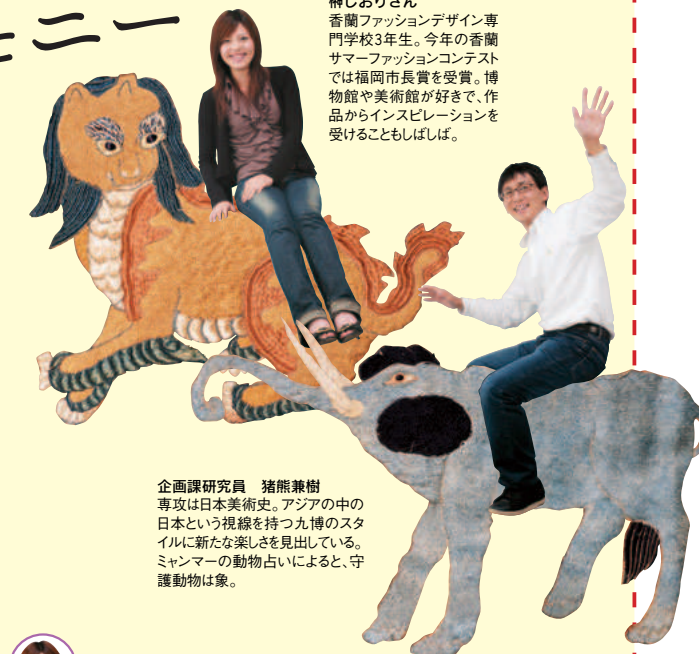 ニー
榊しおりさん
香蘭ファッションデザイン専
門学校3年生。今年の香蘭
サマーファッションコンテスト
では福岡市長賞を受賞。博
物館や美術館が好きで、作
品からインスピレーションを
受けることもしばしば。
企画課研究員　猪熊兼樹
専攻は日本美術史。アジアの中の
日本という視線を持つ九博のスタ
イルに新たな楽しさを見出している。
ミャンマーの動物占いによると、守
護動物は象。